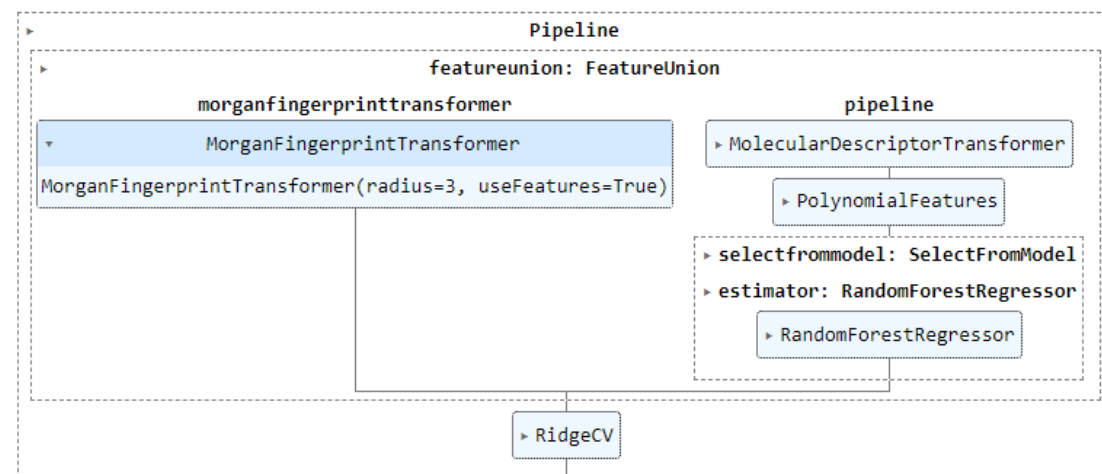 Pipeline
featureunion: FeatureUnion
morganfingerprinttransformer
MorganFingerprintTransformer
MorganFingerprintTransformer(radius=3, useFeatures=True)
pipeline
MolecularDescriptorTransformer
PolynomialFeatures
selectfrommodel: SelectFromModel
estimator: RandomForestRegressor
RandomForestRegressor
RidgeCV